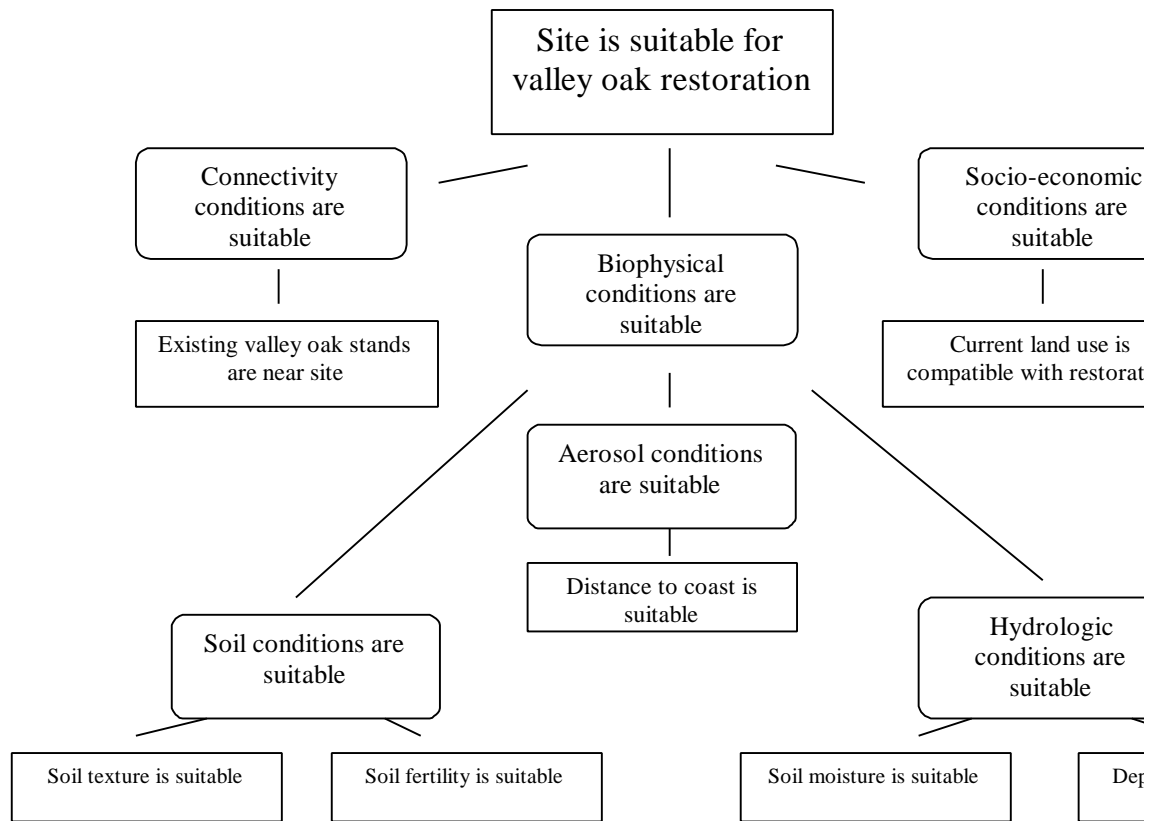 Site is suitable for
valley oak restoration
Connectivity
conditions are
suitable
Biophysical
conditions are
suitable
Socio-economic
conditions are
suitable
Existing valley oak stands
are near site
Current land use is
compatible with restorat
Aerosol conditions
are suitable
Distance to coast is
suitable
Soil conditions are
suitable
Hydrologic
conditions are
suitable
Soil texture is suitable
Soil fertility is suitable
Soil moisture is suitable
Dep